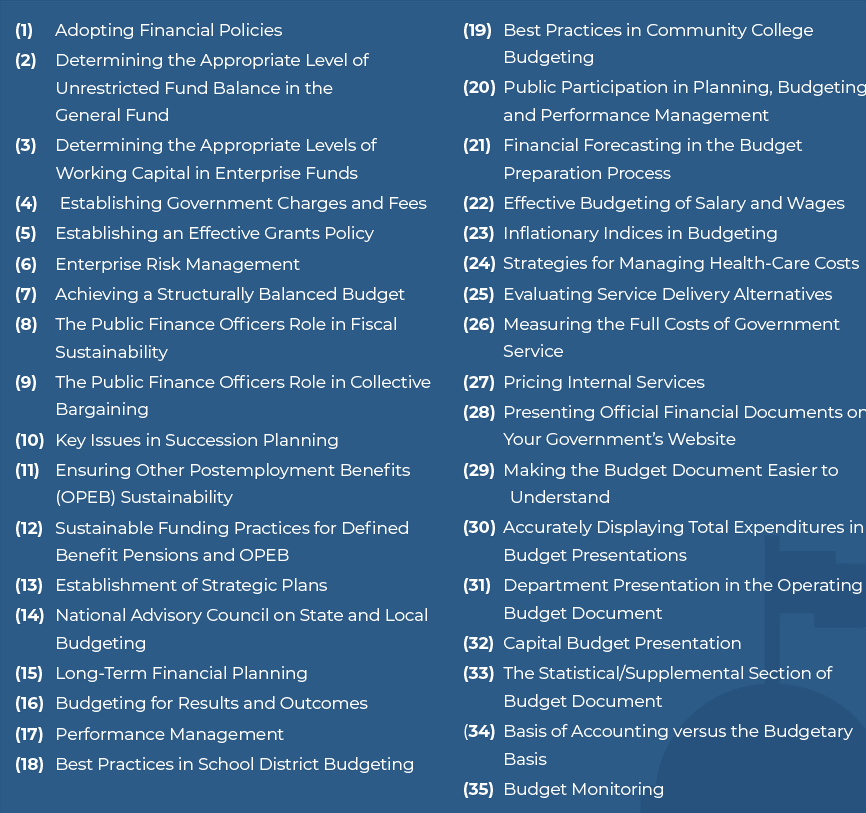 (1) Adopting Financial Policies
(2) Determining the Appropriate Level of
Unrestricted Fund Balance in the
General Fund
(3) Determining the Appropriate Levels of
Working Capital in Enterprise Funds
(4) Establishing Government Charges and Fees
(5) Establishing an Effective Grants Policy
(6) Enterprise Risk Management
(7) Achieving a Structurally Balanced Budget
(8) The Public Finance Officers Role in Fiscal
Sustainability
(9) The Public Finance Officers Role in Collective
Bargaining
(10) Key Issues in Succession Planning
(11) Ensuring Other Postemployment Benefits
(OPEB) Sustainability
(12) Sustainable Funding Practices for Defined
Benefit Pensions and OPEB
(13) Establishment of Strategic Plans
(14) National Advisory Council on State and Local
Budgeting
(15) Long-Term Financial Planning
(16) Budgeting for Results and Outcomes
(17) Performance Management
(18) Best Practices in School District Budgeting
(19) Best Practices in Community College
Budgeting
(20) Public Participation in Planning, Budgeting
and Performance Management
(21) Financial Forecasting in the Budget
Preparation Process
(22) Effective Budgeting of Salary and Wages
(23) Inflationary Indices in Budgeting
(24) Strategies for Managing Health-Care Costs
(25) Evaluating Service Delivery Alternatives
(26) Measuring the Full Costs of Government
Service
(27) Pricing Internal Services
(28) Presenting Official Financial Documents on
Your Government’s Website
(29) Making the Budget Document Easier to
Understand
(30) Accurately Displaying Total Expenditures in
Budget Presentations
(31) Department Presentation in the Operating
Budget Document
(32) Capital Budget Presentation
(33) The Statistical/Supplemental Section of
Budget Document
(34) Basis of Accounting versus the Budgetary
Basis
(35) Budget Monitoring